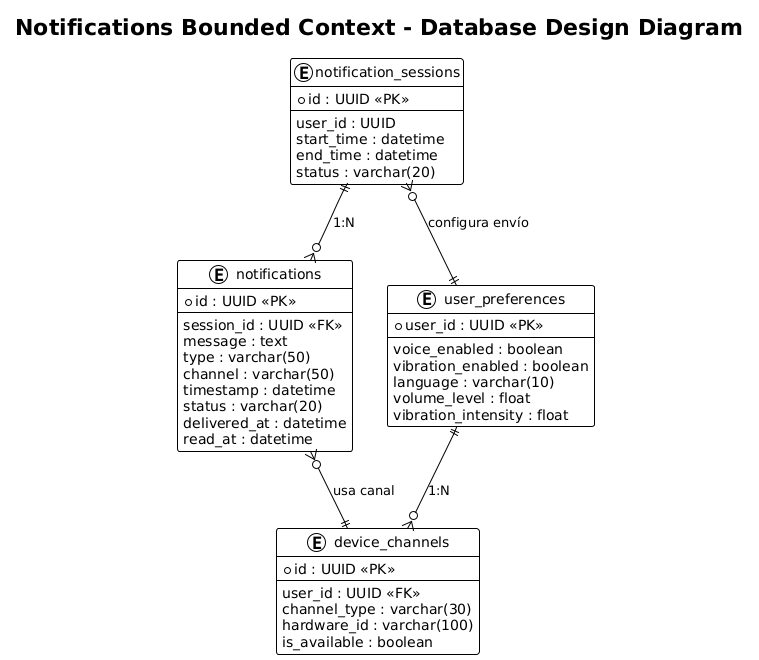 Notifications Bounded Context - Database Design Diagram
E notification_sessions
id : UUID «PK»
user_id : UUID
start_time : datetime
end_time : datetime
status : varchar(20)
1:N
configura envío
E notifications
id : UUID «PK»
session_id : UUID «FK»
message : text
type : varchar(50)
channel : varchar(50)
timestamp : datetime
status : varchar(20)
delivered_at : datetime
read_at : datetime
E user_preferences
user_id : UUID «PK»
voice_enabled : boolean
vibration_enabled : boolean
language : varchar(10)
volume_level : float
vibration_intensity : float
usa canal
1:N
E device_channels
id : UUID «PK»
user_id : UUID «FK»
channel_type : varchar(30)
hardware_id : varchar(100)
is_available : boolean